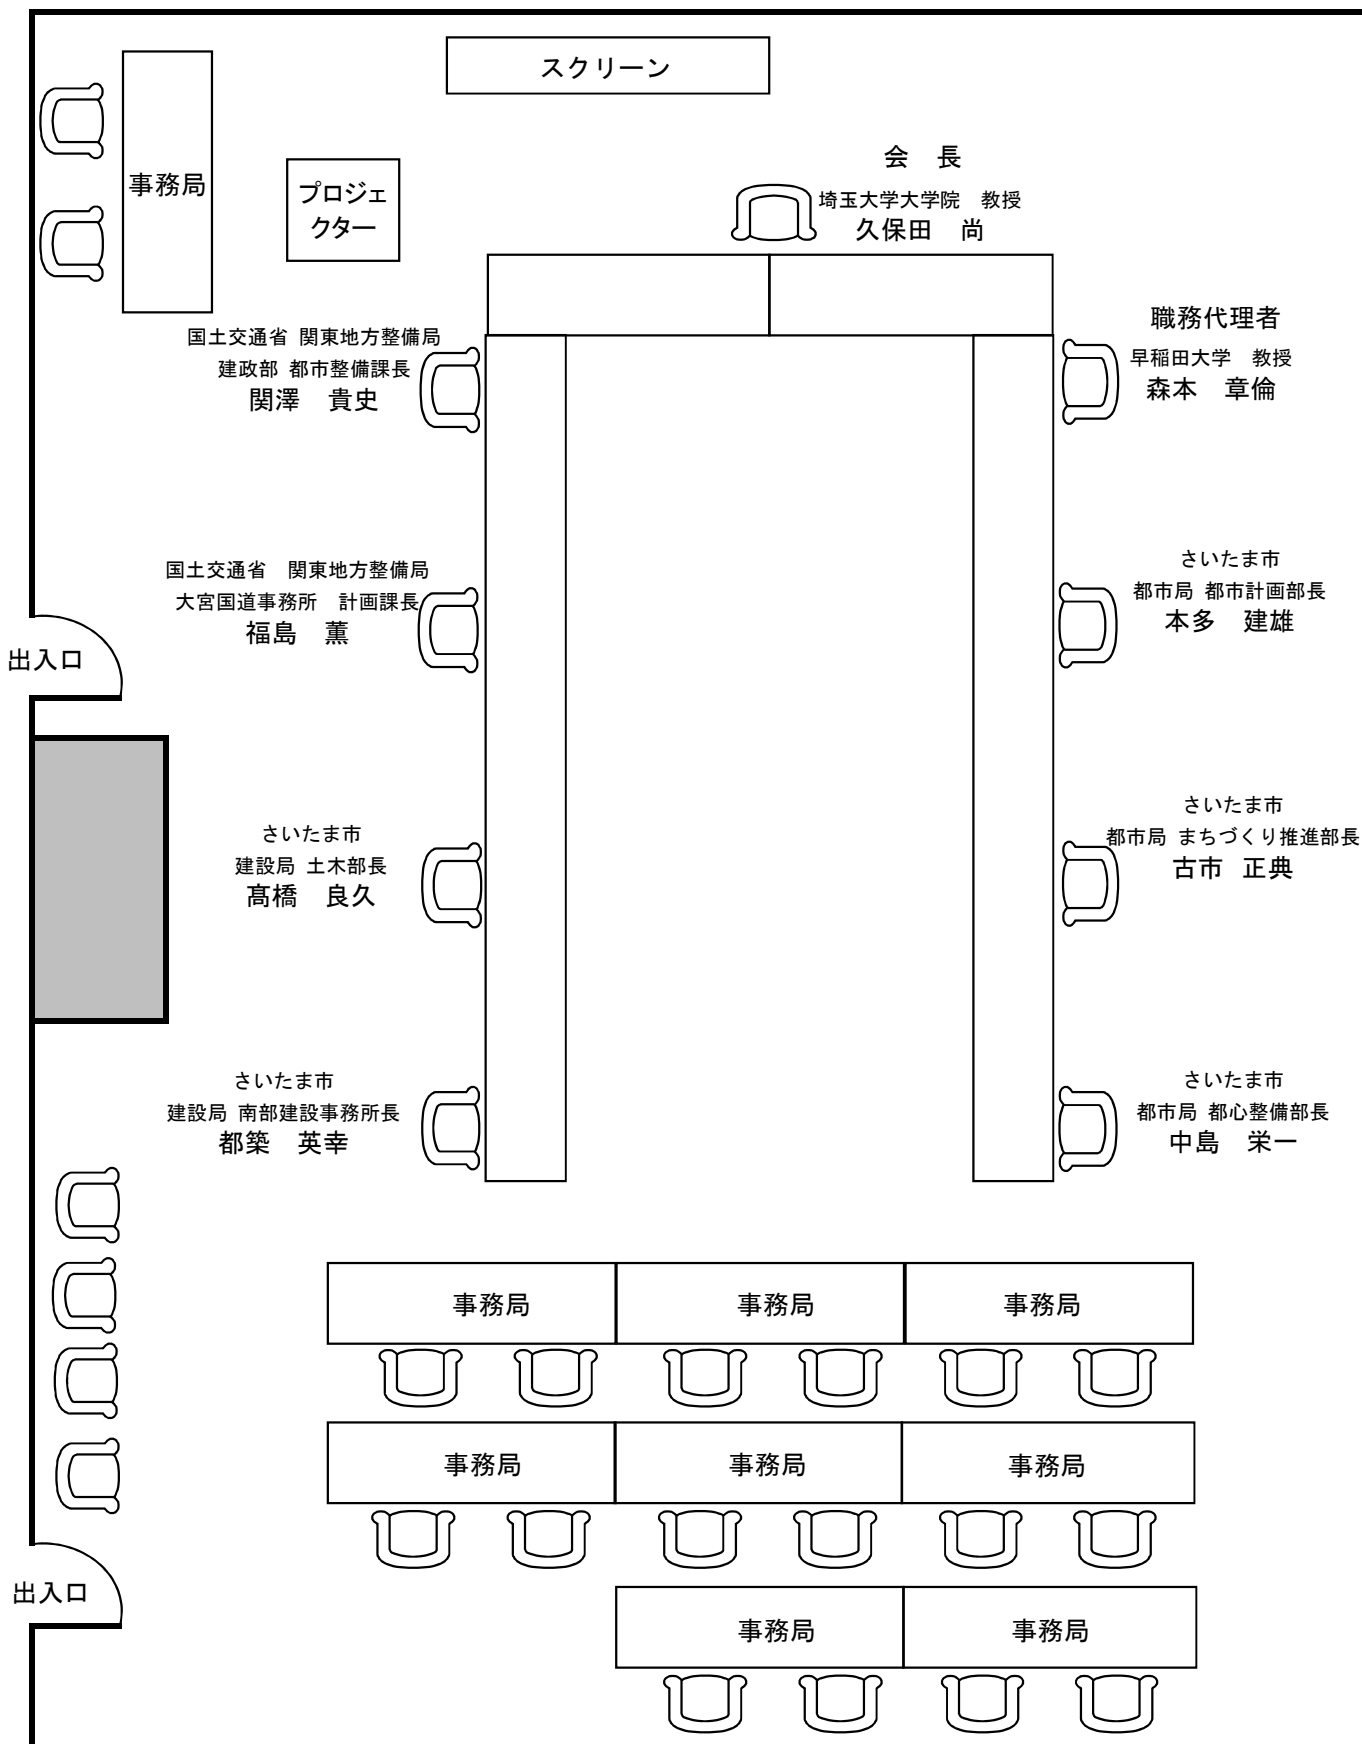 スクリーン
事務局
プロジェ
クター
会　長
埼玉大学大学院　教授
久保田　尚
国土交通省 関東地方整備局
建政部 都市整備課長
関澤　貴史
職務代理者
早稲田大学　教授
森本　章倫
国土交通省　関東地方整備局
大宮国道事務所　計画課長
福島　薫
さいたま市
都市局 都市計画部長
本多　建雄
出入口
さいたま市
建設局 土木部長
髙橋　良久
さいたま市
都市局 まちづくり推進部長
古市 正典
さいたま市
建設局 南部建設事務所長
都築　英幸
さいたま市
都市局 都心整備部長
中島　栄一
事務局
事務局
事務局
事務局
事務局
事務局
出入口
事務局
事務局